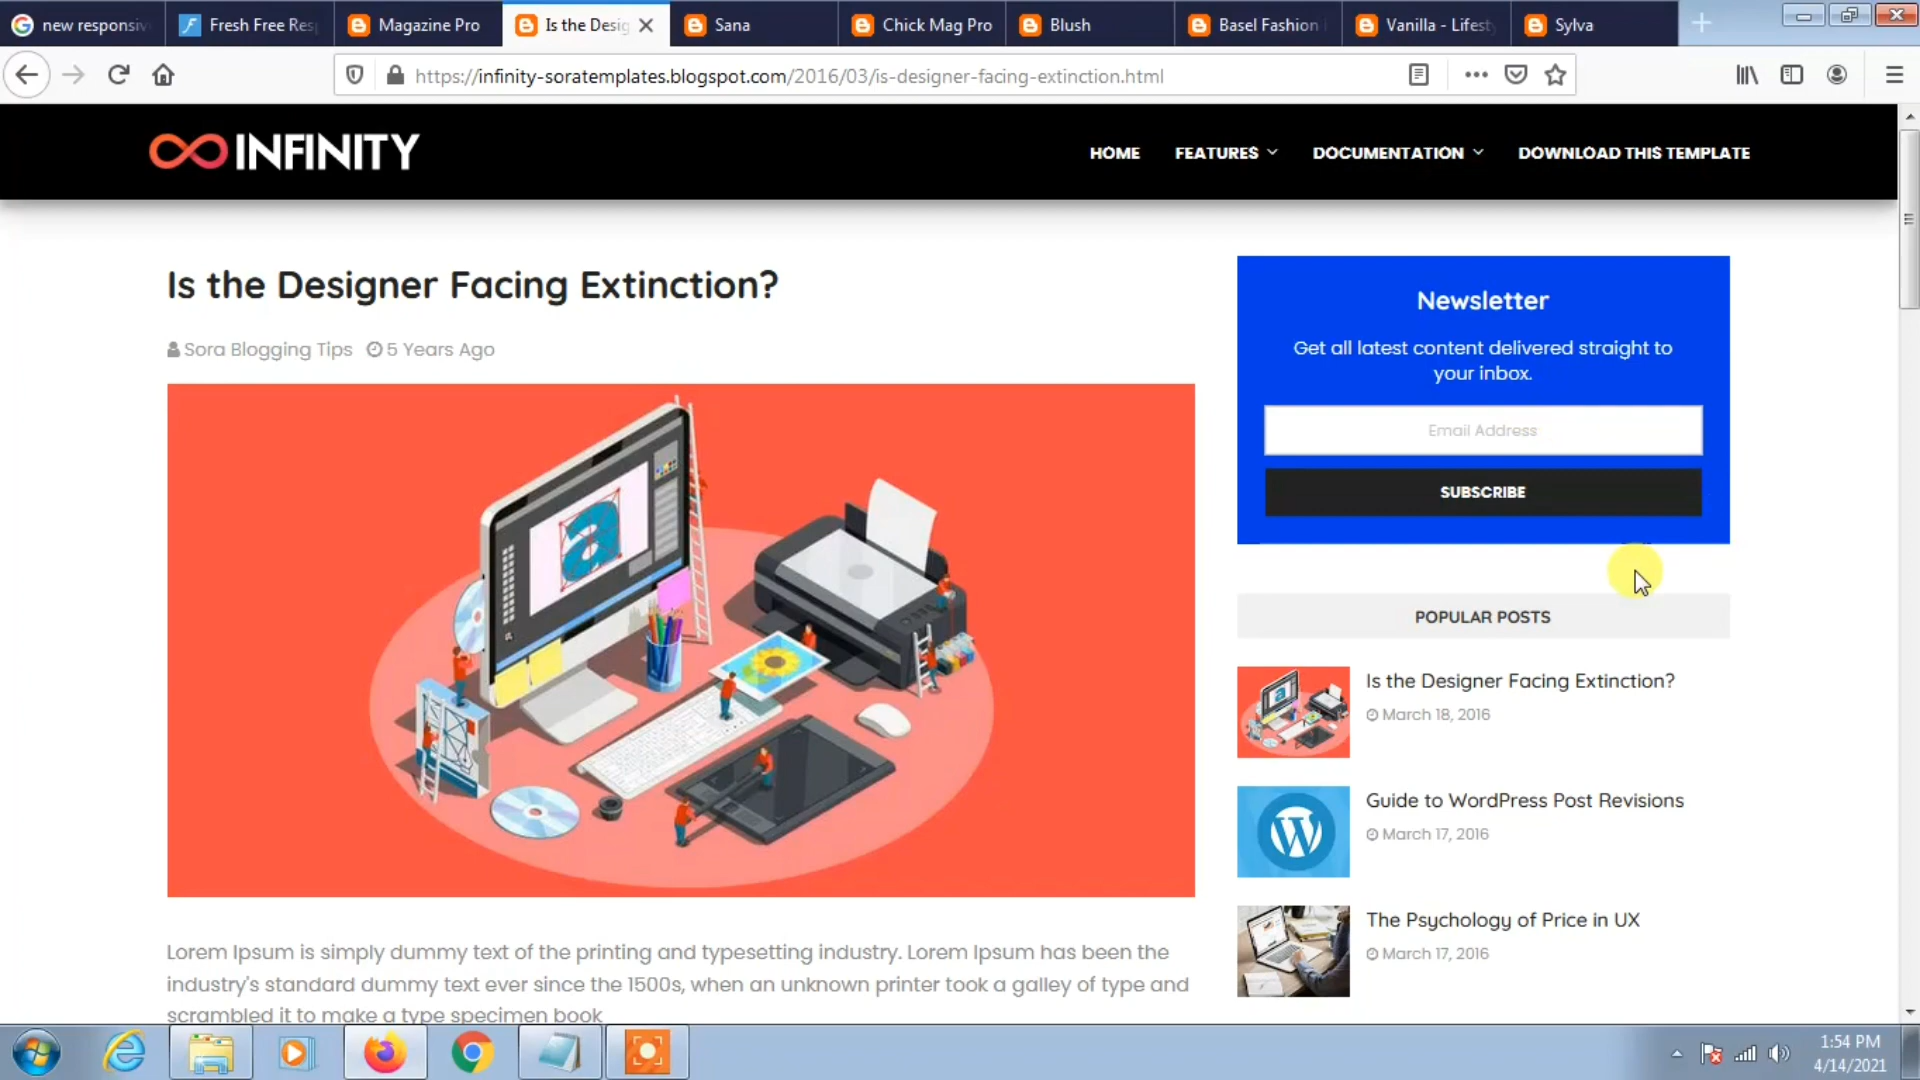 new responsiv
Fresh Free Res
Magazine Pro
Is the Desig
Sana
Chick Mag Pro
Blush
Basel Fashion
Vanilla - Lifest
Sylva
https://infinity-soratemplates.blogspot.com/2016/03/is-designer-facing-extinction.html
INFINITY
HOME
FEATURES
DOCUMENTATION
DOWNLOAD THIS TEMPLATE
Is the Designer Facing Extinction?
Sora Blogging Tips 5 Years Ago
a
Lorem Ipsum is simply dummy text of the printing and typesetting industry. Lorem Ipsum has been the
industry's standard dummy text ever since the 1500s, when an unknown printer took a galley of type and
scrambled it to make a type specimen book
Newsletter
Get all latest content delivered straight to
your inbox.
Email Address
SUBSCRIBE
POPULAR POSTS
Is the Designer Facing Extinction?
March 18, 2016
Guide to WordPress Post Revisions
March 17, 2016
The Psychology of Price in UX
March 17, 2016
1:54 PM
4/14/2021